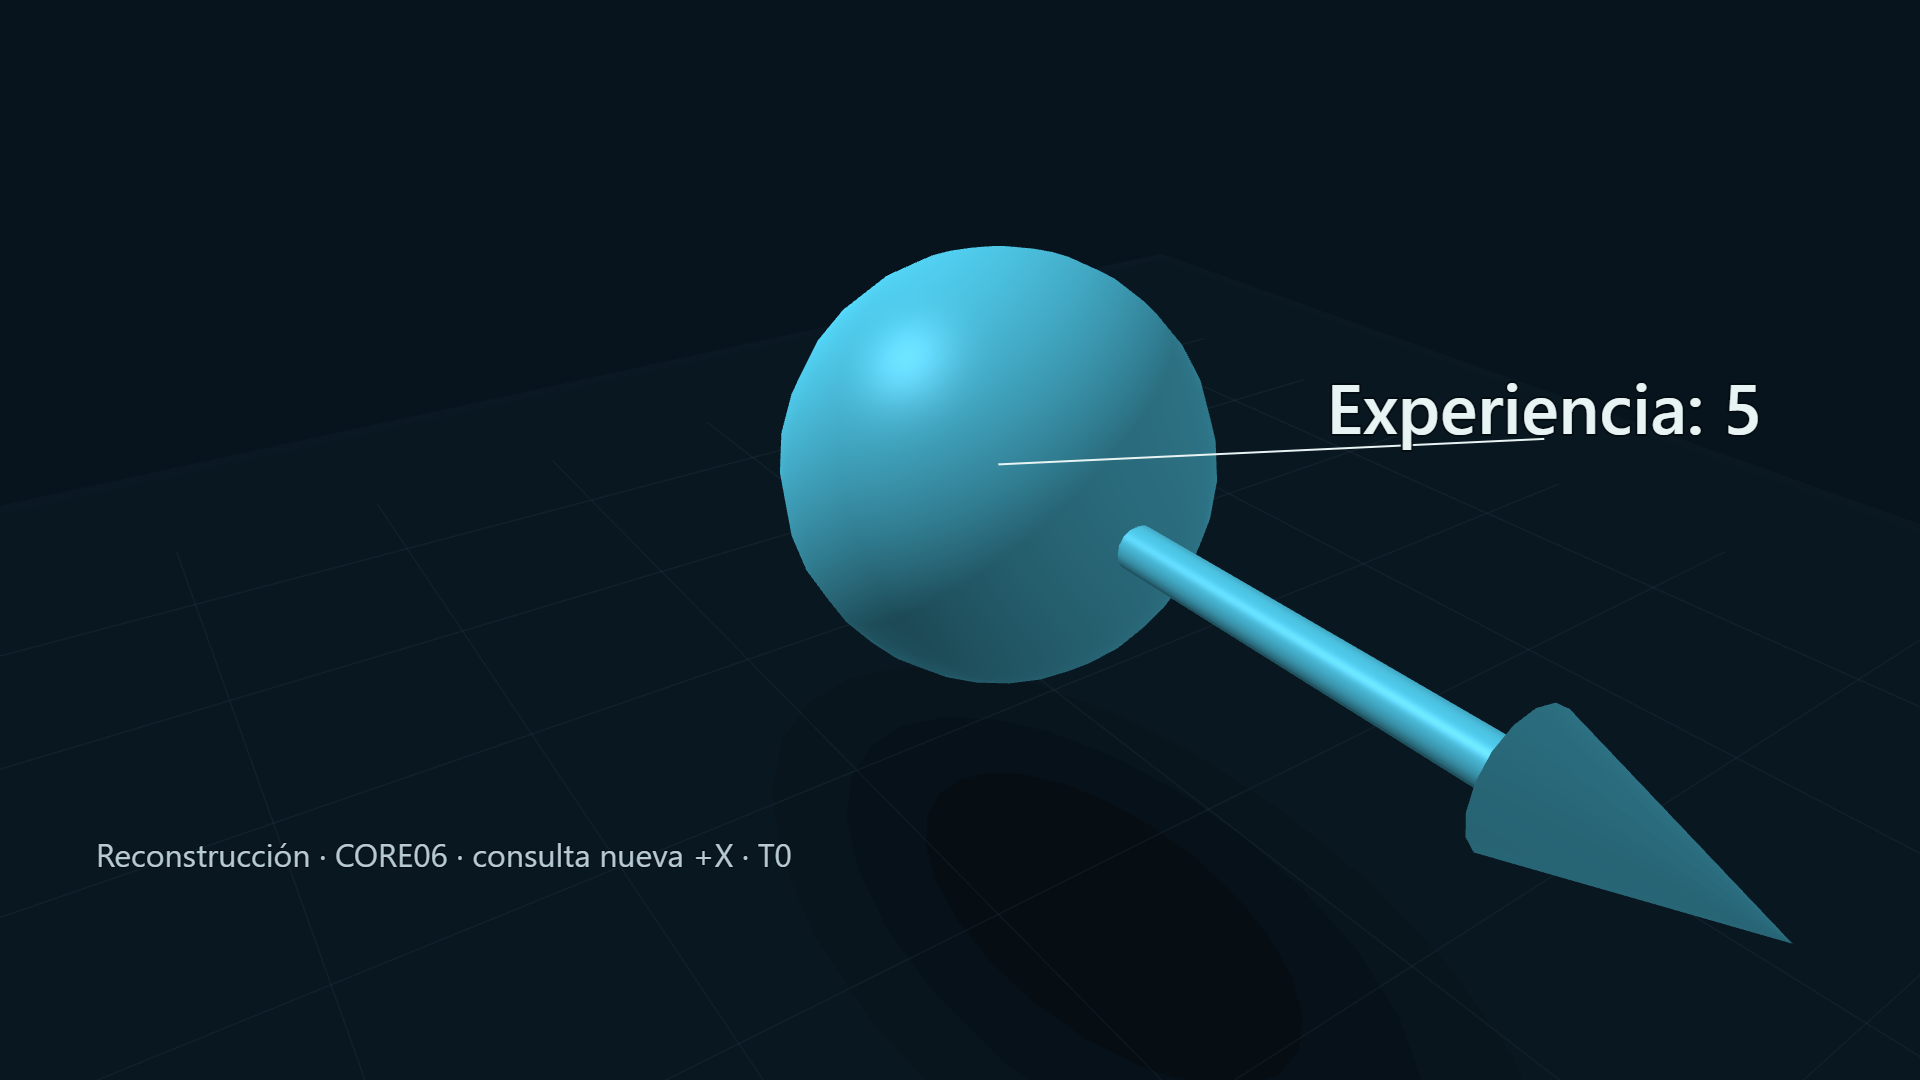 Experiencia: 5
Reconstrucción · CORE06 · consulta nueva +X · T0